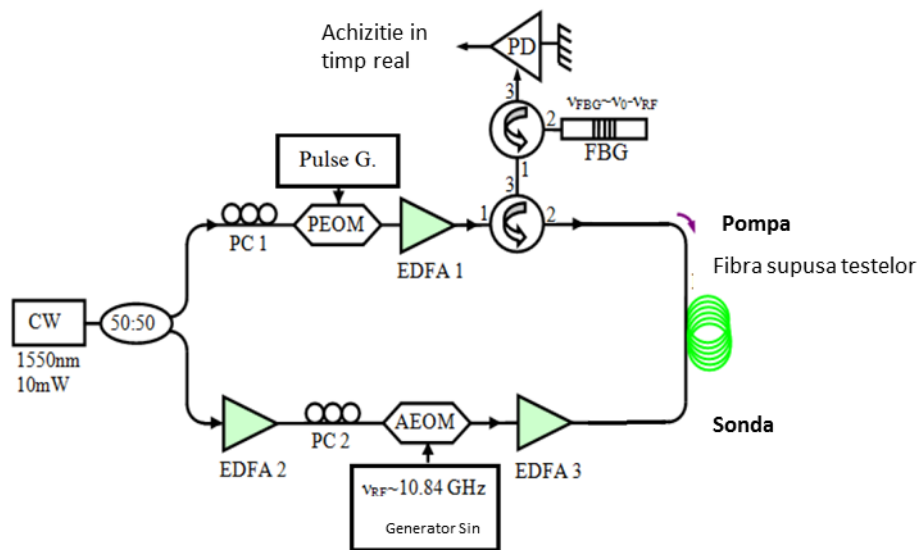 Achizitie in
timp real
PD
3
2
νFBG~ν0-νRF
FBG
1
3
Pulse G.
PC 1
PEOM
EDFA 1
1
2
Pompa
Fibra supusa testelor
CW
50:50
1550nm
10mW
EDFA 2
PC 2
AEOM
EDFA 3
Sonda
νRF~10.84 GHz
Generator Sin